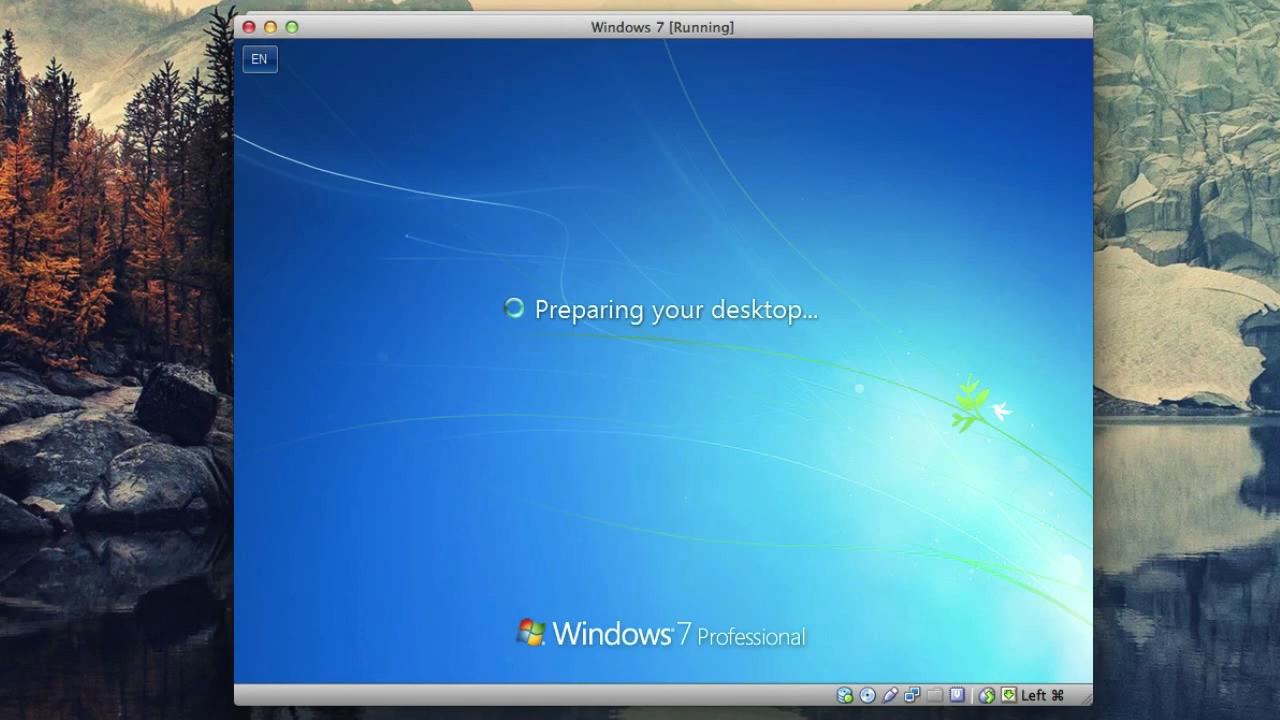 Windows 7 [Running]
EN
Preparing your desktop...
Windows 7 Professional
Left ⌘